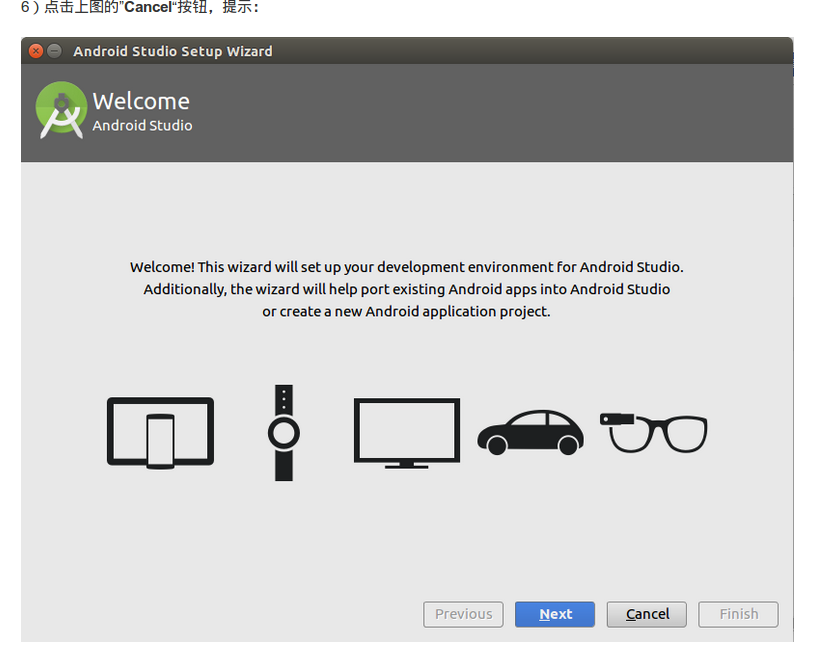 6）点击上图的”Cancel“按钮，提示：
Android Studio Setup Wizard
Welcome
Android Studio
Welcome! This wizard will set up your development environment for Android Studio.
Additionally, the wizard will help port existing Android apps into Android Studio
or create a new Android application project.
Previous
Next
Cancel
Finish